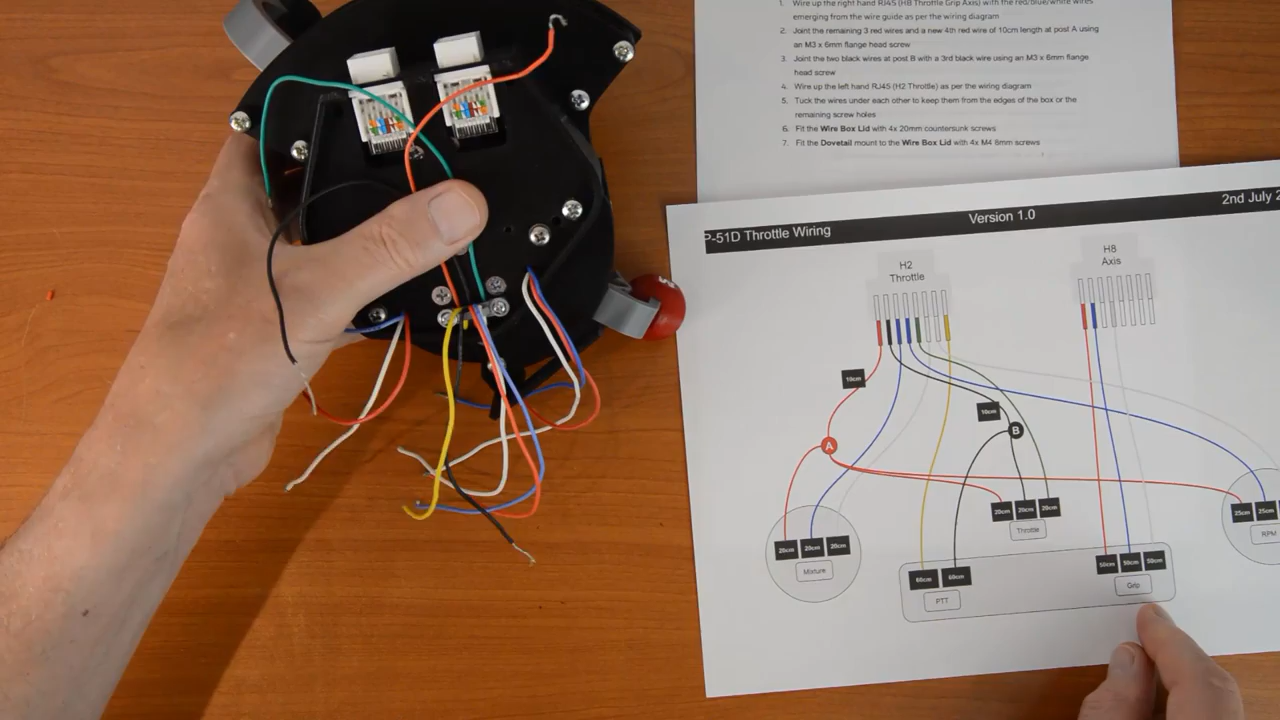 1. Wire up the right hand RJ45 (H8 Throttle Grip Axis) with the red/blue/white wires
emerging from the wire guide as per the wiring diagram
2. Joint the remaining 3 red wires and a new 4th red wire of 10cm length at post A using
an M3 x 6mm flange head screw
3. Joint the two black wires at post B with a 3rd black wire using an M3 x 6mm flange
head screw
4. Wire up the left hand RJ45 (H2 Throttle) as per the wiring diagram
5. Tuck the wires under each other to keep them from the edges of the box or the
remaining screw holes
6. Fit the Wire Box Lid with 4x 20mm countersunk screws
7. Fit the Dovetail mount to the Wire Box Lid with 4x M4 8mm screws
P-51D Throttle Wiring
Version 1.0
2nd July 2
H2
Throttle
H8
Axis
10cm
10cm
A
B
20cm 20cm 20cm
Throttle
25cm 25cm
RPM
20cm 20cm 20cm
Mixture
60cm 60cm
PTT
50cm 50cm 50cm
Grip